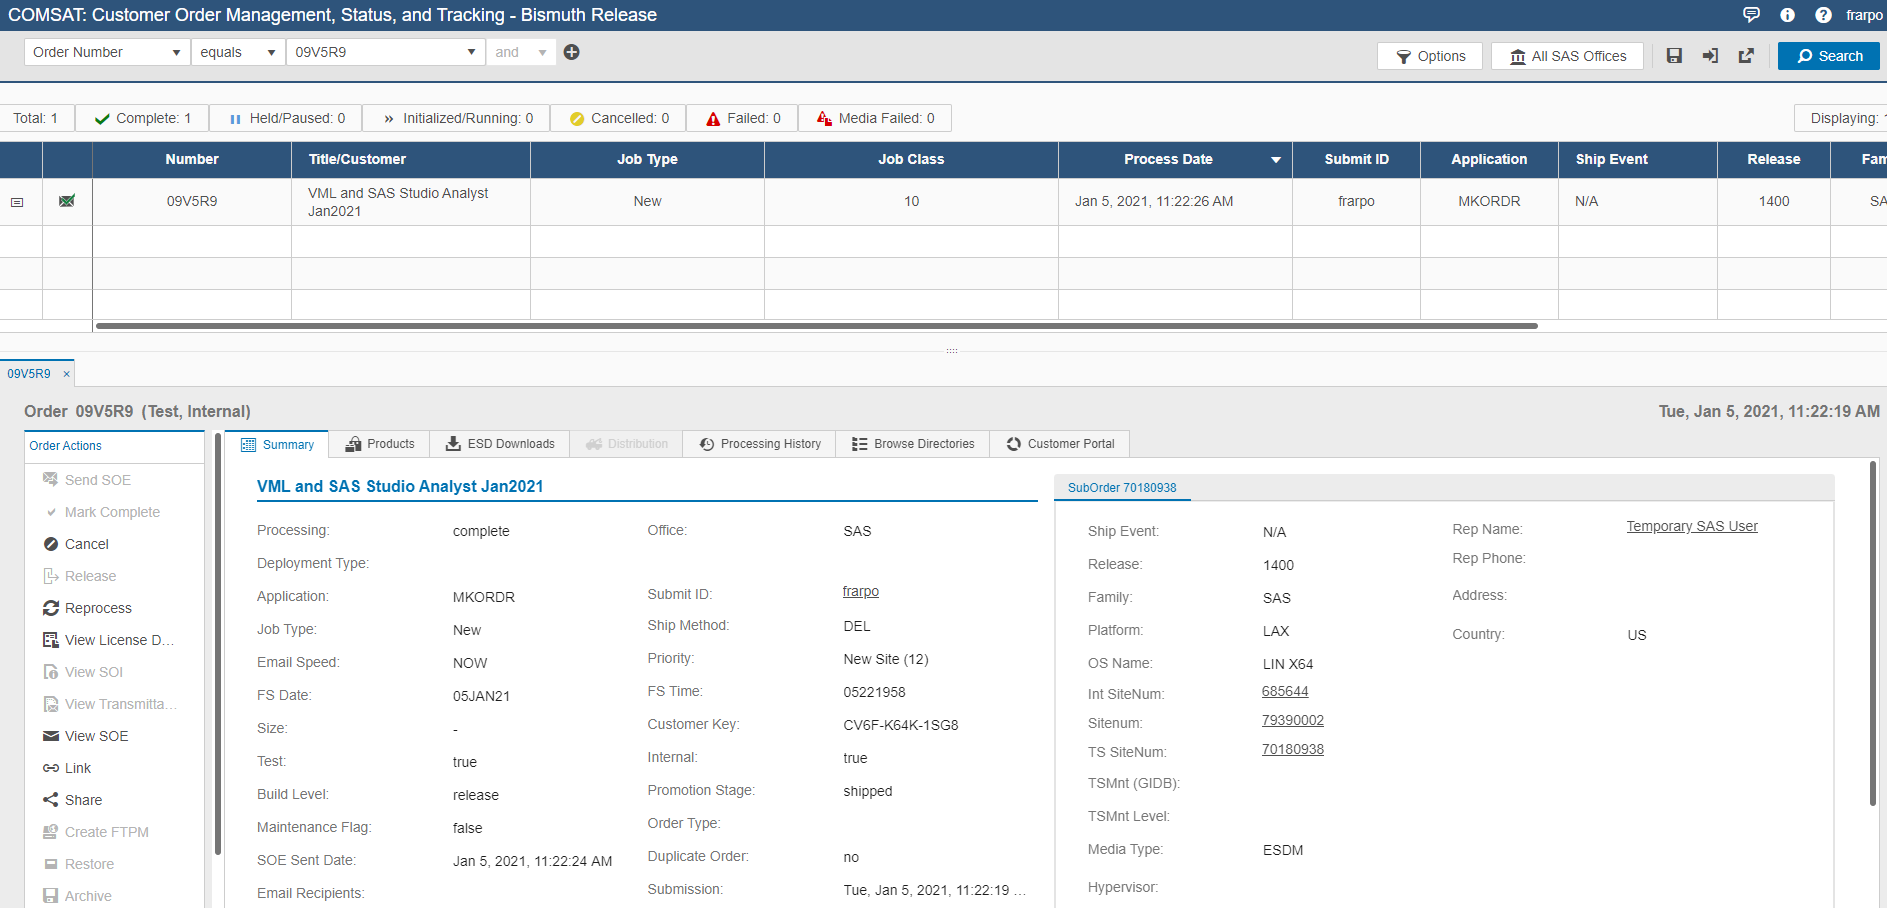 COMSAT: Customer Order Management, Status, and Tracking - Bismuth Release
frarpo
Order Number equals 09V5R9 and
Options All SAS Offices Search
Total: 1 Complete: 1 Held/Paused: 0 Initialized/Running: 0 Cancelled: 0 Failed: 0 Media Failed: 0 Displaying: 1
Number Title/Customer Job Type Job Class Process Date Submit ID Application Ship Event Release Fam
VML and SAS Studio Analyst
09V5R9 New 10 Jan 5, 2021, 11:22:26 AM frarpo MKORDR N/A 1400 SA
Jan2021
09V5R9 ×
Order 09V5R9 (Test, Internal) Tue, Jan 5, 2021, 11:22:19 AM
Order Actions
Send SOE
Mark Complete
Cancel
Release
Reprocess
View License D...
View SOI
View Transmitta...
View SOE
Link
Share
Create FTPM
Restore
Archive
Summary Products ESD Downloads Distribution Processing History Browse Directories Customer Portal
VML and SAS Studio Analyst Jan2021
Processing: complete
Deployment Type:
Application: MKORDR
Job Type: New
Email Speed: NOW
FS Date: 05JAN21
Size: -
Test: true
Build Level: release
Maintenance Flag: false
SOE Sent Date: Jan 5, 2021, 11:22:24 AM
Email Recipients:
Office: SAS
Submit ID: frarpo
Ship Method: DEL
Priority: New Site (12)
FS Time: 05221958
Customer Key: CV6F-K64K-1SG8
Internal: true
Promotion Stage: shipped
Order Type:
Duplicate Order: no
Submission: Tue, Jan 5, 2021, 11:22:19 ...
SubOrder 70180938
Ship Event: N/A
Release: 1400
Family: SAS
Platform: LAX
OS Name: LIN X64
Int SiteNum: 685644
Sitenum: 79390002
TS SiteNum: 70180938
TSMnt (GIDB):
TSMnt Level:
Media Type: ESDM
Hypervisor:
Rep Name: Temporary SAS User
Rep Phone:
Address:
Country: US